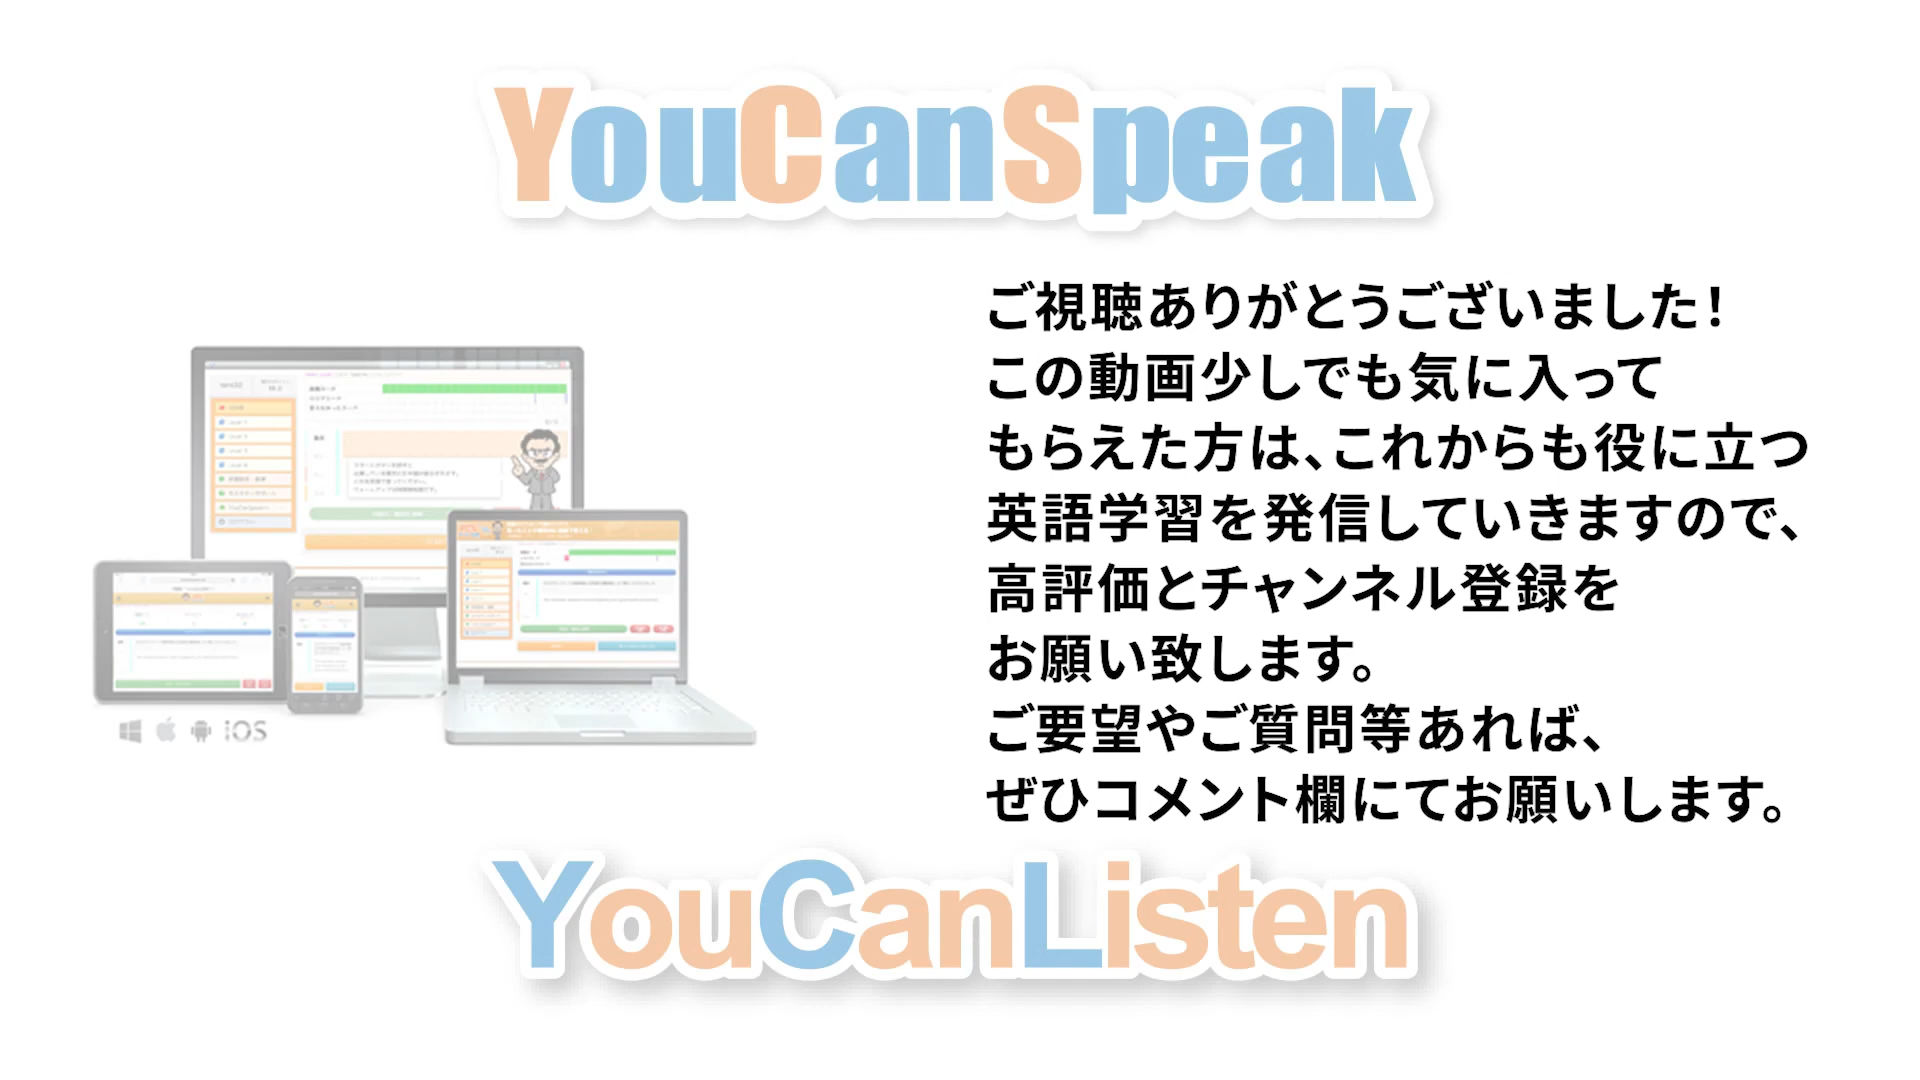 YouCanSpeak
ご視聴ありがとうございました!
この動画少しでも気に入って
もらえた方は、これからも役に立つ
英語学習を発信していきますので、
高評価とチャンネル登録を
お願い致します。
ご要望やご質問等あれば、
ぜひコメント欄にてお願いします。
iOS
YouCanListen